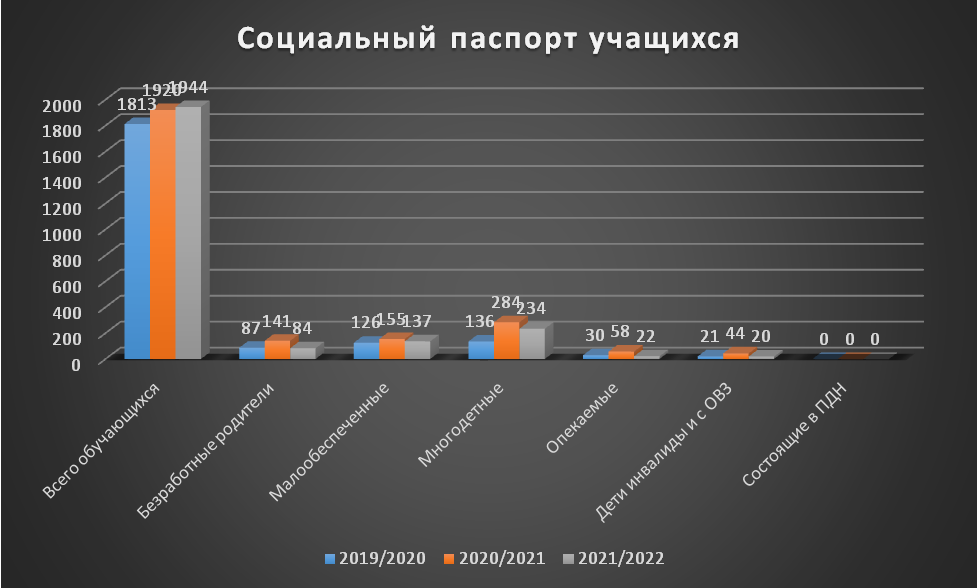 Социальный паспорт учащихся
2000
1800
1600
1400
1200
1000
800
600
400
200
0
1813 1920 1944
87 141 84
126 155 137
136 284 234
30 58 22
21 44 20
0 0 0
Всего обучающихся
Безработные родители
Малообеспеченные
Многодетные
Опекаемые
Дети инвалиды и с ОВЗ
Состоящие в ПДН
2019/2020 2020/2021 2021/2022